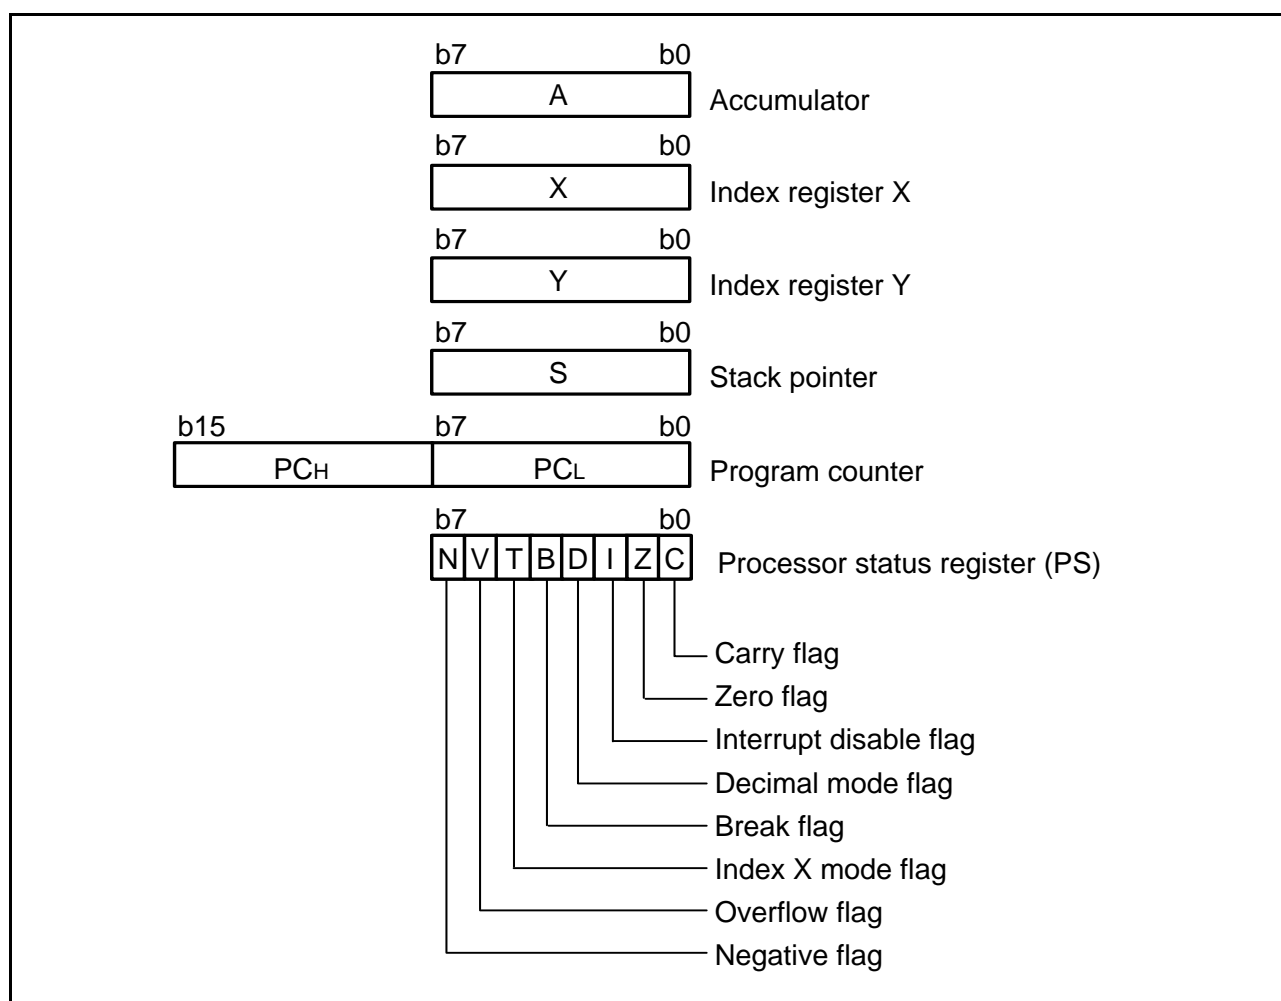 b7 b0
A Accumulator
b7 b0
X Index register X
b7 b0
Y Index register Y
b7 b0
S Stack pointer
b15 b7 b0
PCH PCL Program counter
b7 b0
N V T B D I Z C Processor status register (PS)
Carry flag
Zero flag
Interrupt disable flag
Decimal mode flag
Break flag
Index X mode flag
Overflow flag
Negative flag